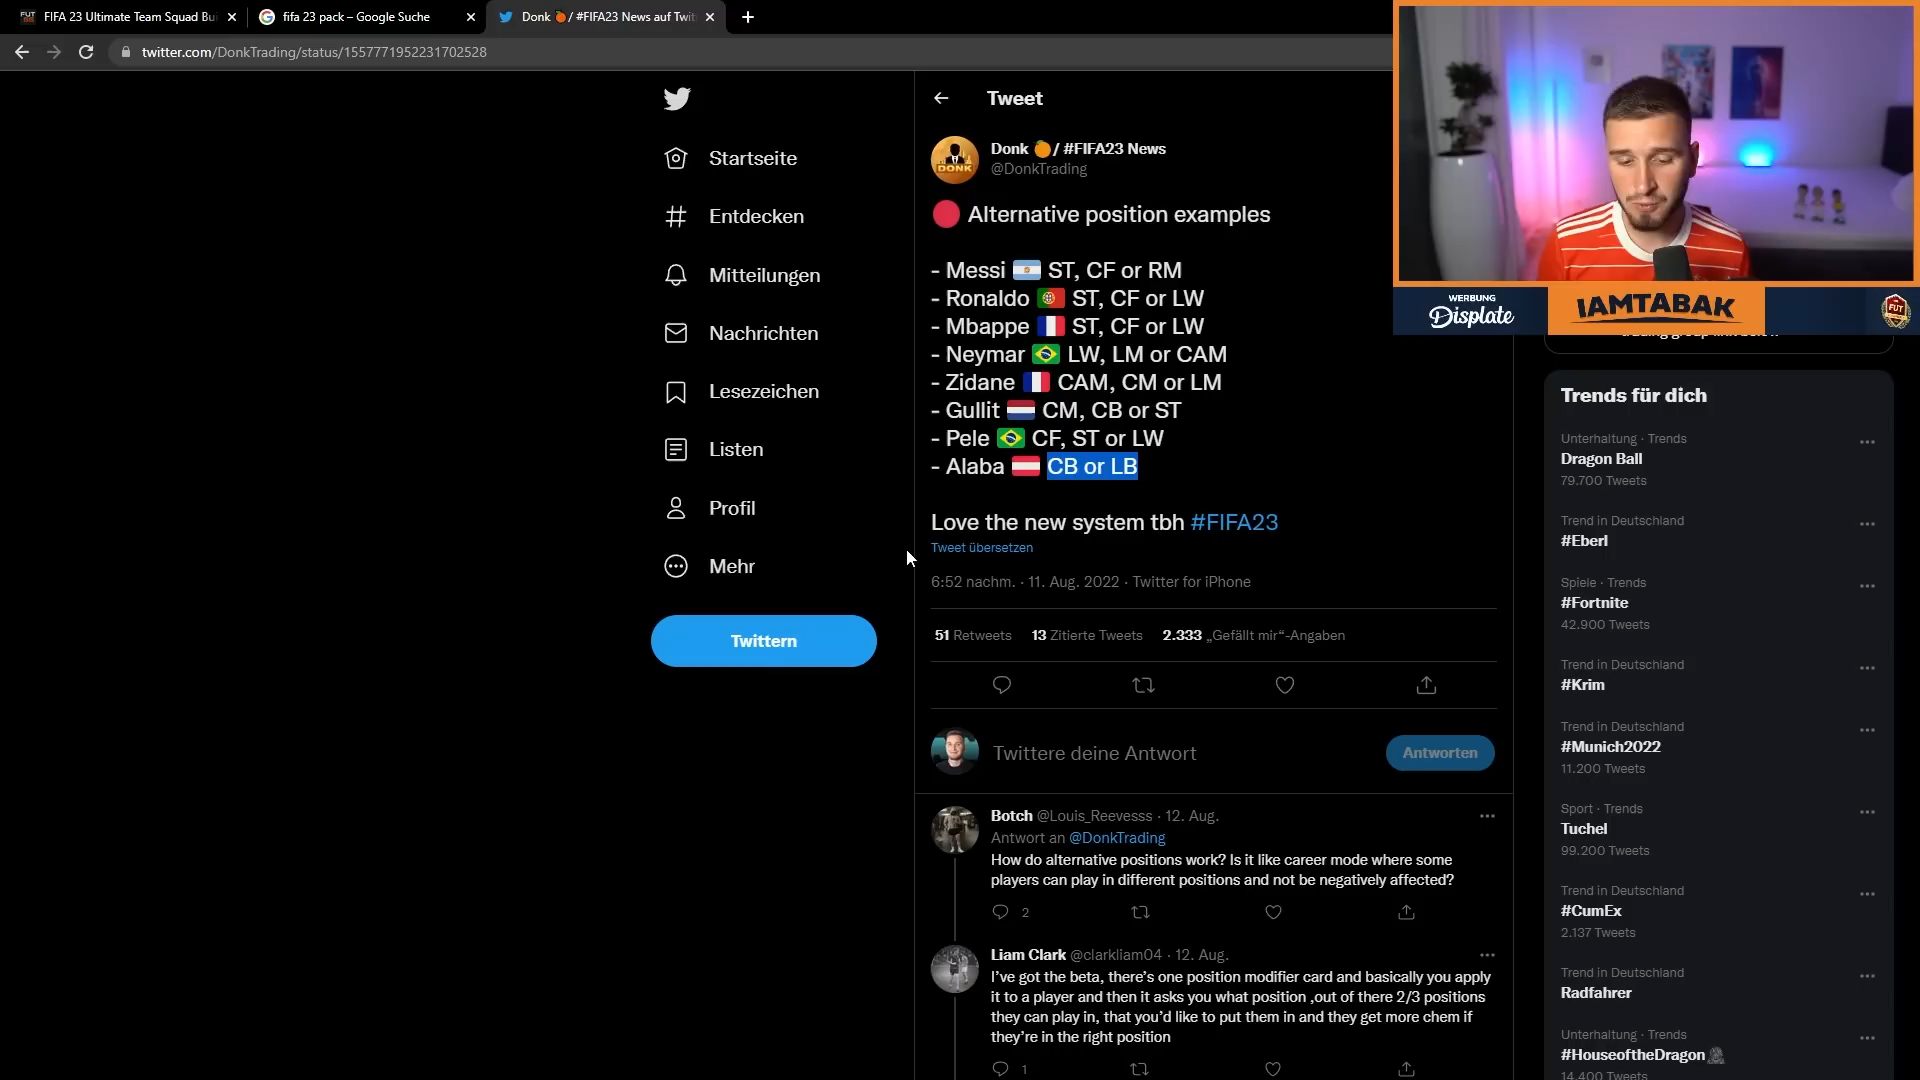 FIFA 23 Ultimate Team Squad Bui
fifa 23 pack – Google Suche
Donk / #FIFA23 News auf Twit
twitter.com/DonkTrading/status/1557771952231702528
Startseite
Entdecken
Mitteilungen
Nachrichten
Lesezeichen
Listen
Profil
Mehr
Twittern
Tweet
DONK
Donk / #FIFA23 News
@DonkTrading
Alternative position examples
- Messi ST, CF or RM
- Ronaldo ST, CF or LW
- Mbappe ST, CF or LW
- Neymar LW, LM or CAM
- Zidane CAM, CM or LM
- Gullit CM, CB or ST
- Pele CF, ST or LW
- Alaba CB or LB
Love the new system tbh #FIFA23
Tweet übersetzen
6:52 nachm. · 11. Aug. 2022 · Twitter for iPhone
51 Retweets 13 Zitierte Tweets 2.333 „Gefällt mir“-Angaben
Twittere deine Antwort
Antworten
Botch @Louis_Reevesss · 12. Aug.
Antwort an @DonkTrading
How do alternative positions work? Is it like career mode where some
players can play in different positions and not be negatively affected?
2
Liam Clark @clarkliam04 · 12. Aug.
I've got the beta, there's one position modifier card and basically you apply
it to a player and then it asks you what position ,out of there 2/3 positions
they can play in, that you'd like to put them in and they get more chem if
they're in the right position
1
WERBUNG
Displate
IAMTABAK
FUT
Trends für dich
Unterhaltung · Trends
Dragon Ball
79.700 Tweets
Trend in Deutschland
#Eberl
Spiele · Trends
#Fortnite
42.900 Tweets
Trend in Deutschland
#Krim
Trend in Deutschland
#Munich2022
11.200 Tweets
Sport · Trends
Tuchel
99.200 Tweets
Trend in Deutschland
#CumEx
2.137 Tweets
Trend in Deutschland
Radfahrer
Unterhaltung · Trends
#HouseoftheDragon
14.400 Tweets